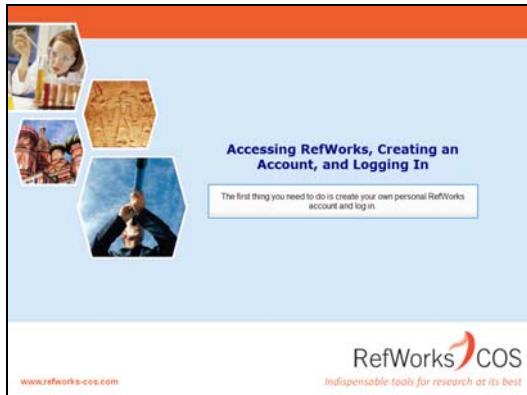 Accessing RefWorks, Creating an
Account, and Logging In
The first thing you need to do is create your own personal RefWorks
account and log in.
RefWorks COS
www.refworks-cos.com
Indispensable tools for research at its best